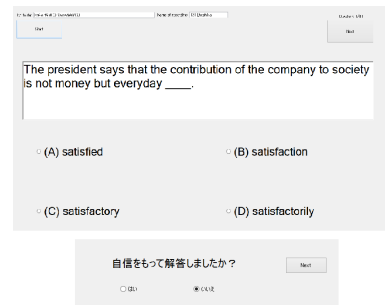 Next
The president says that the contribution of the company to society
is not money but everyday ____.
(A) satisfied
(B) satisfaction
(C) satisfactory
(D) satisfactorily
自信をもって解答しましたか？
Next
はい
いいえ